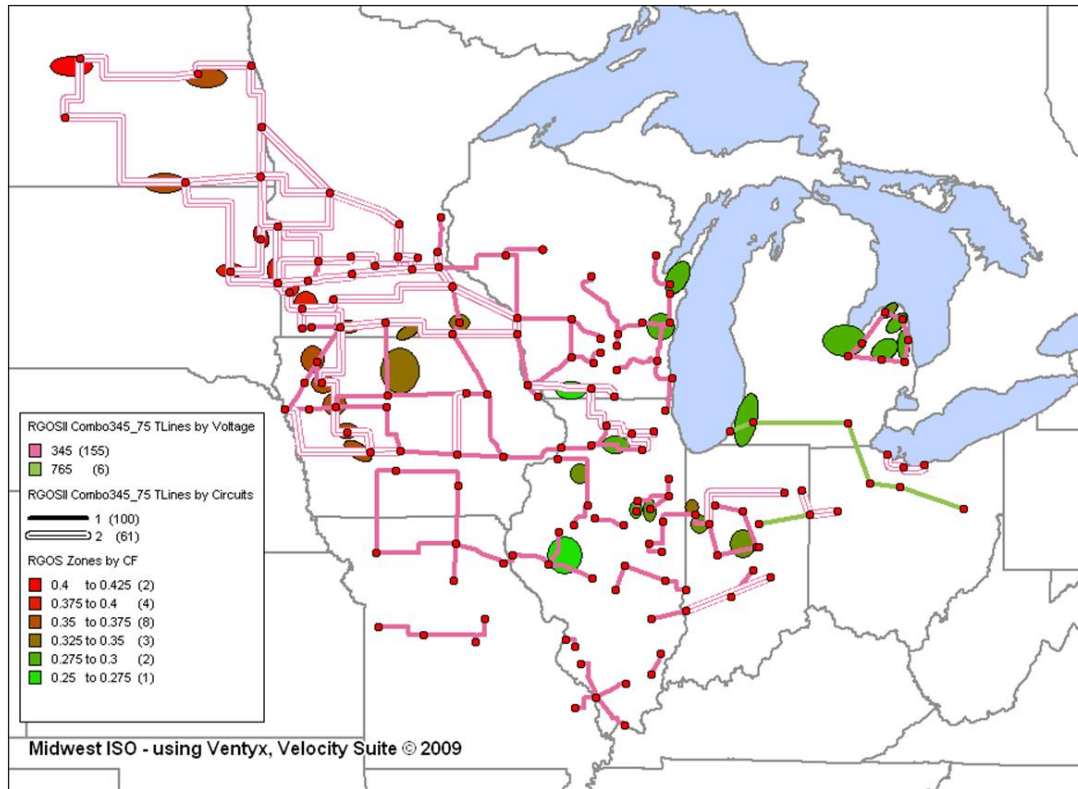 RGOSII Combo345_75 TLines by Voltage
345 (155)
765 (6)
RGOSII Combo345_75 TLines by Circuits
1 (100)
2 (61)
RGOS Zones by CF
0.4 to 0.425 (2)
0.375 to 0.4 (4)
0.35 to 0.375 (8)
0.325 to 0.35 (3)
0.275 to 0.3 (2)
0.25 to 0.275 (1)
Midwest ISO - using Ventyx, Velocity Suite © 2009